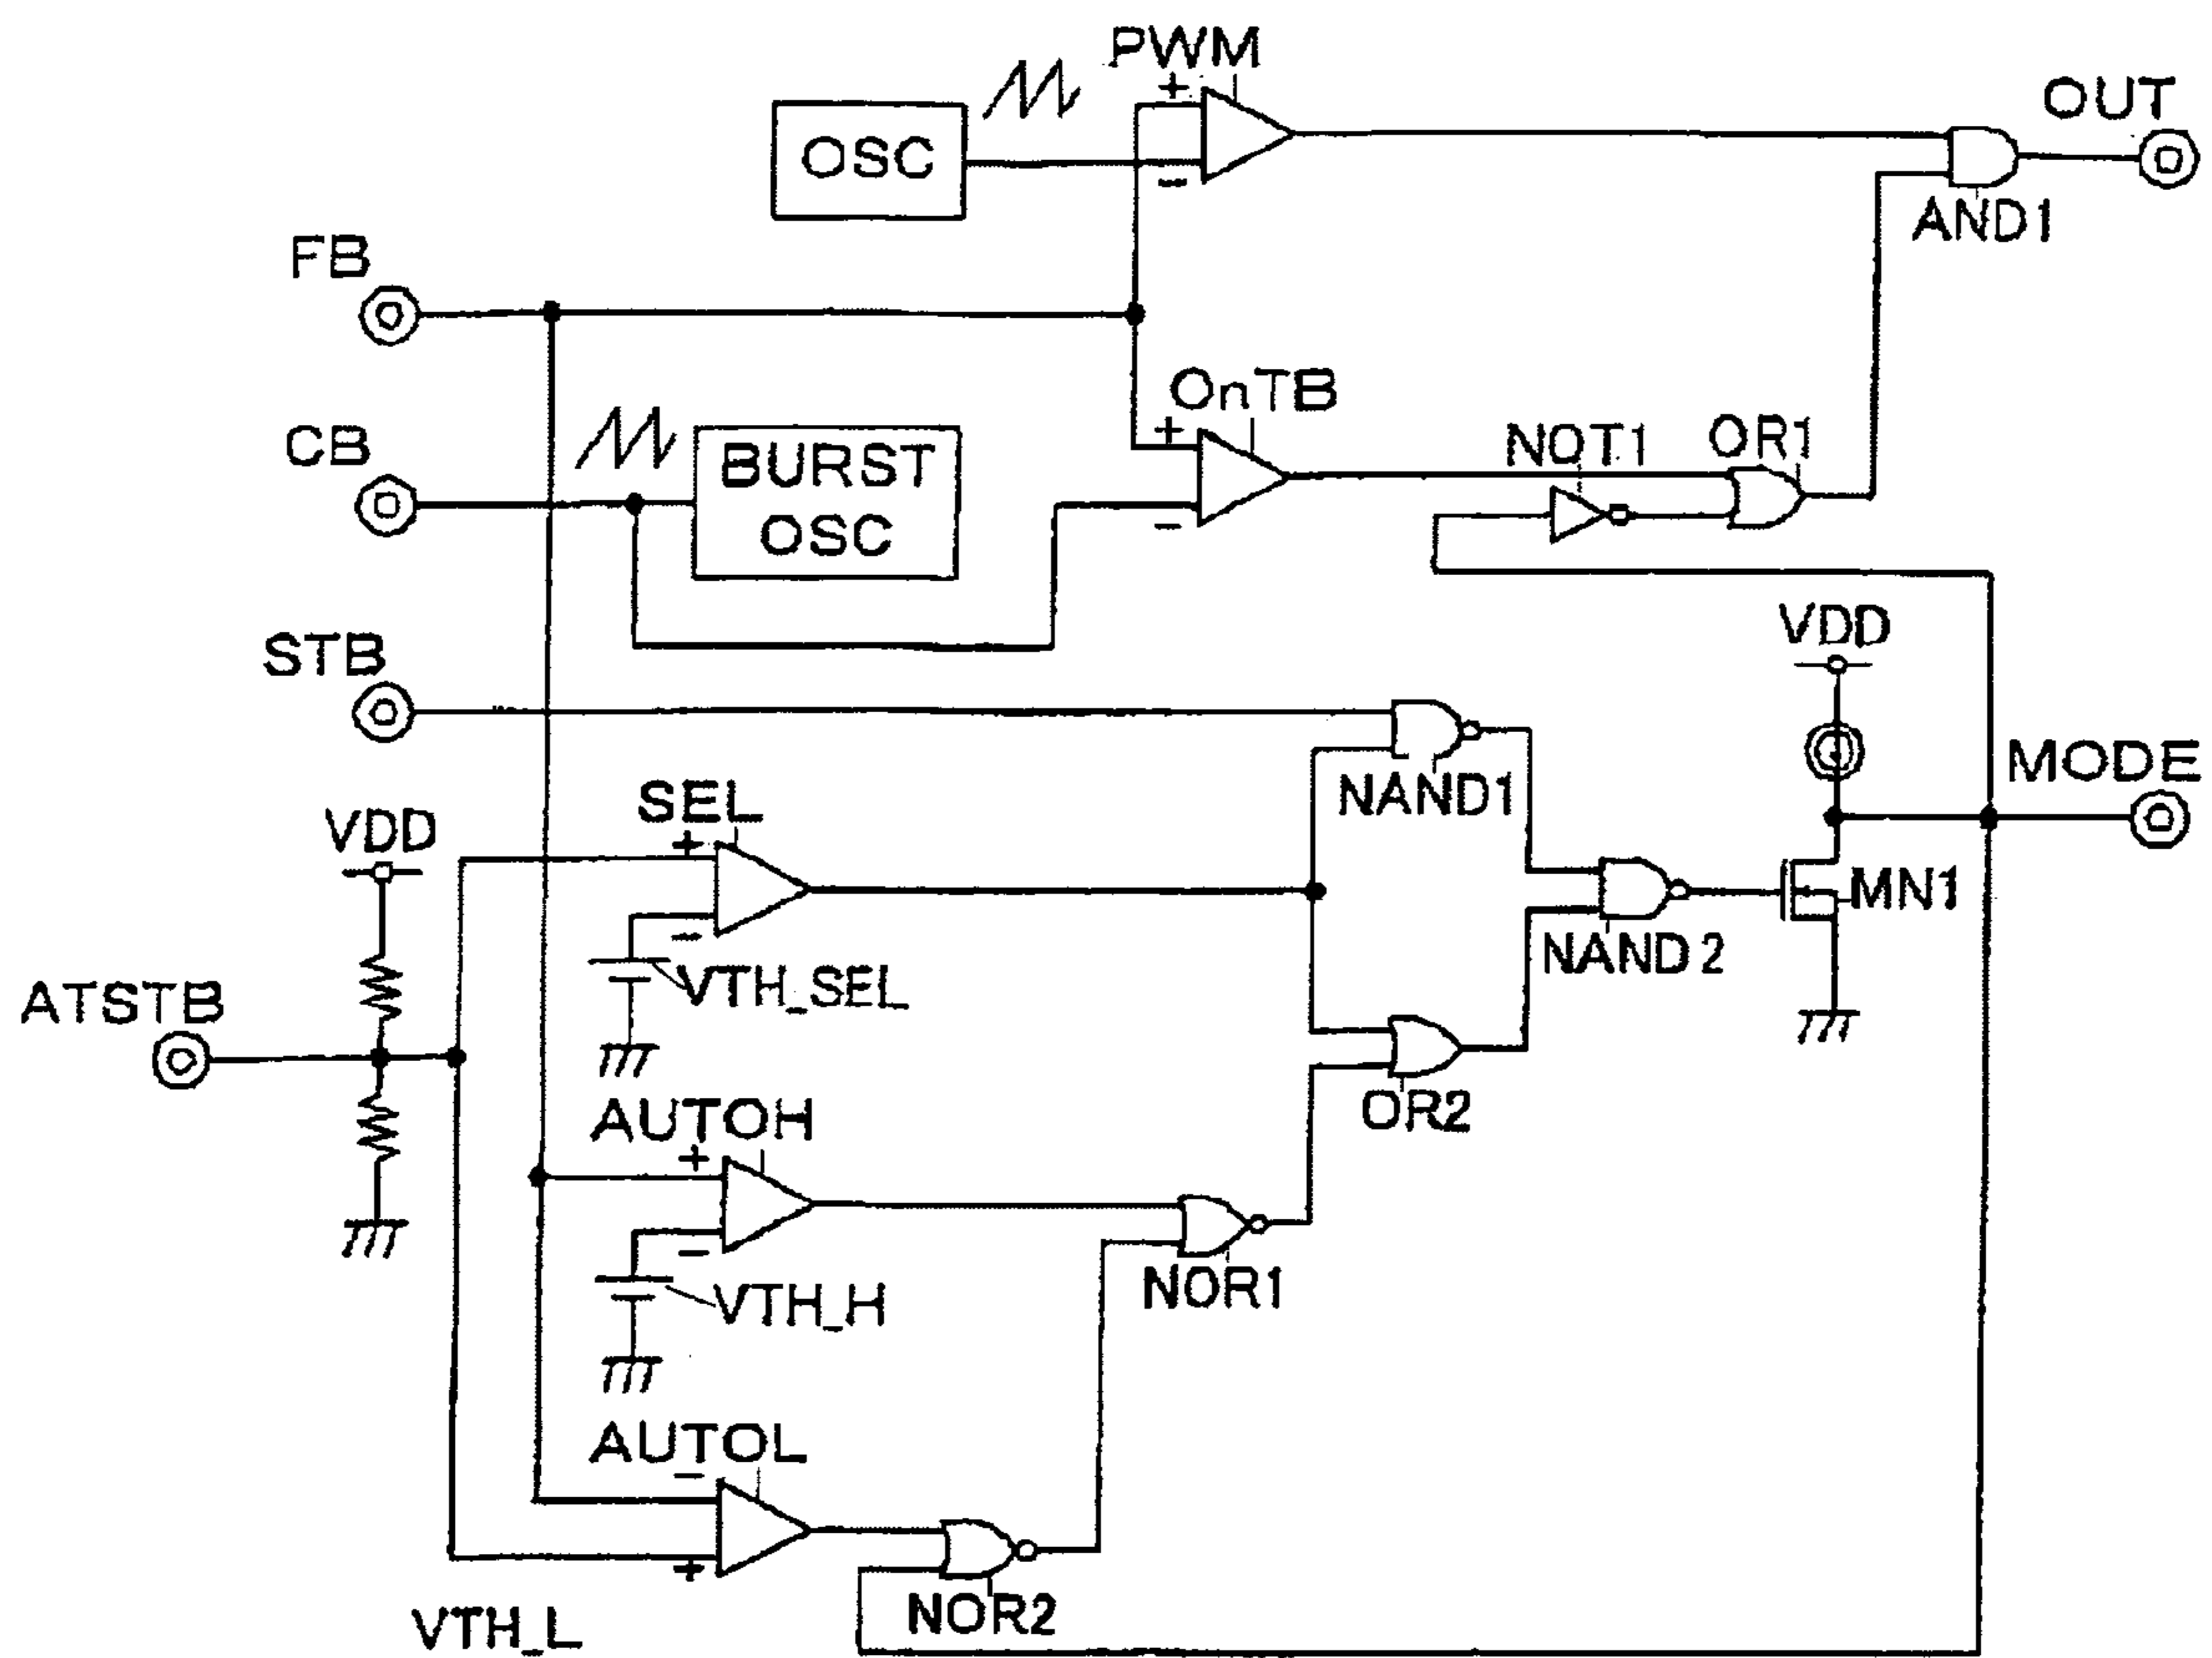 PWM
+
OUT
OSC
-
AND1
FB
OnTB
CB
+
NOT1
OR1
BURST
OSC
-
VDD
STB
MODE
NAND1
SEL
VDD
+
MN1
-
NAND2
VTH_SEL
ATSTB
AUTOH
OR2
+
-
NOR1
VTH_H
AUTOL
-
+
NOR2
VTH_L